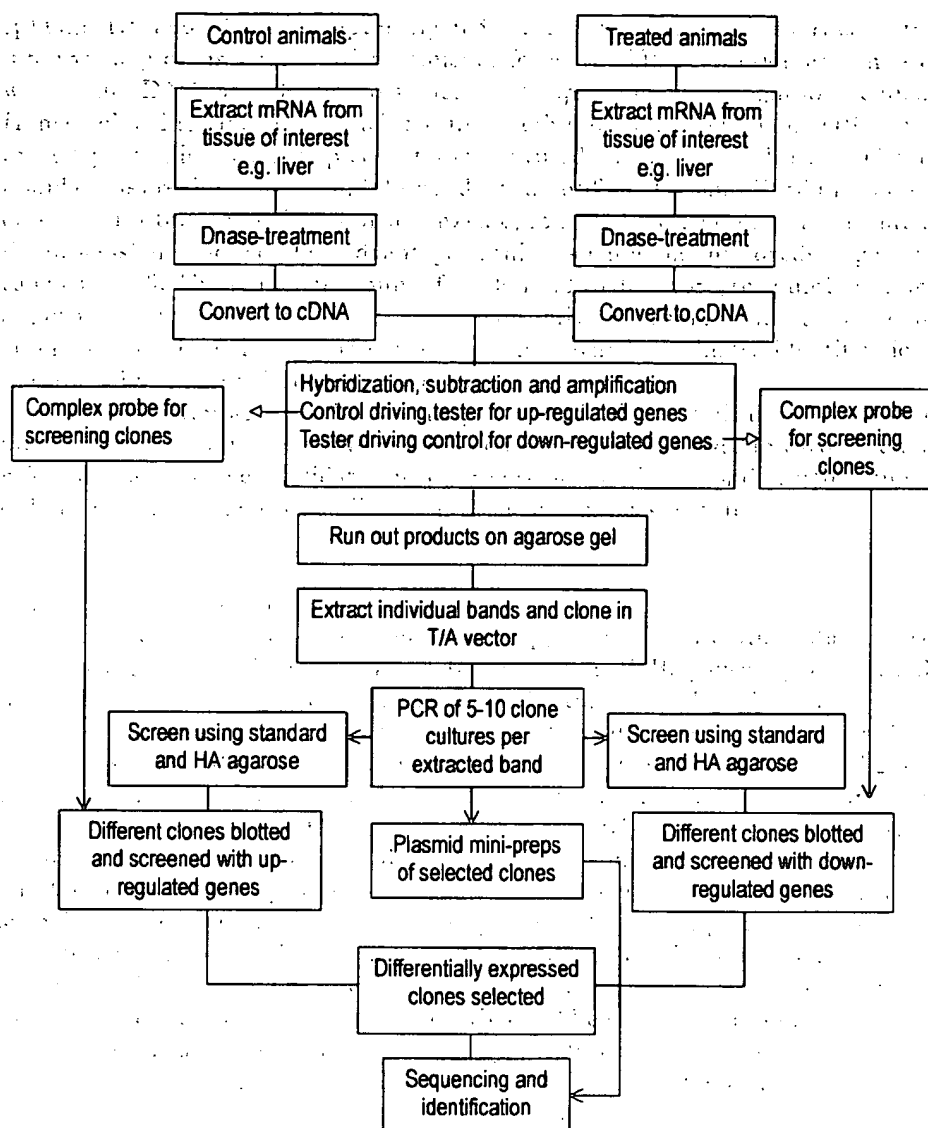 Control animals
Treated animals
Extract mRNA from
tissue of interest
e.g. liver
Extract mRNA from
tissue of interest
e.g. liver
Dnase-treatment
Dnase-treatment
Convert to cDNA
Convert to cDNA
Hybridization, subtraction and amplification
Control driving tester for up-regulated genes
Tester driving control for down-regulated genes
Complex probe for
screening clones
Complex probe
for screening
clones
Run out products on agarose gel
Extract individual bands and clone in
T/A vector
PCR of 5-10 clone
cultures per
extracted band
Screen using standard
and HA agarose
Screen using standard
and HA agarose
Different clones blotted
and screened with up-
regulated genes
Plasmid mini-preps
of selected clones
Different clones blotted
and screened with down-
regulated genes
Differentially expressed
clones selected
Sequencing and
identification